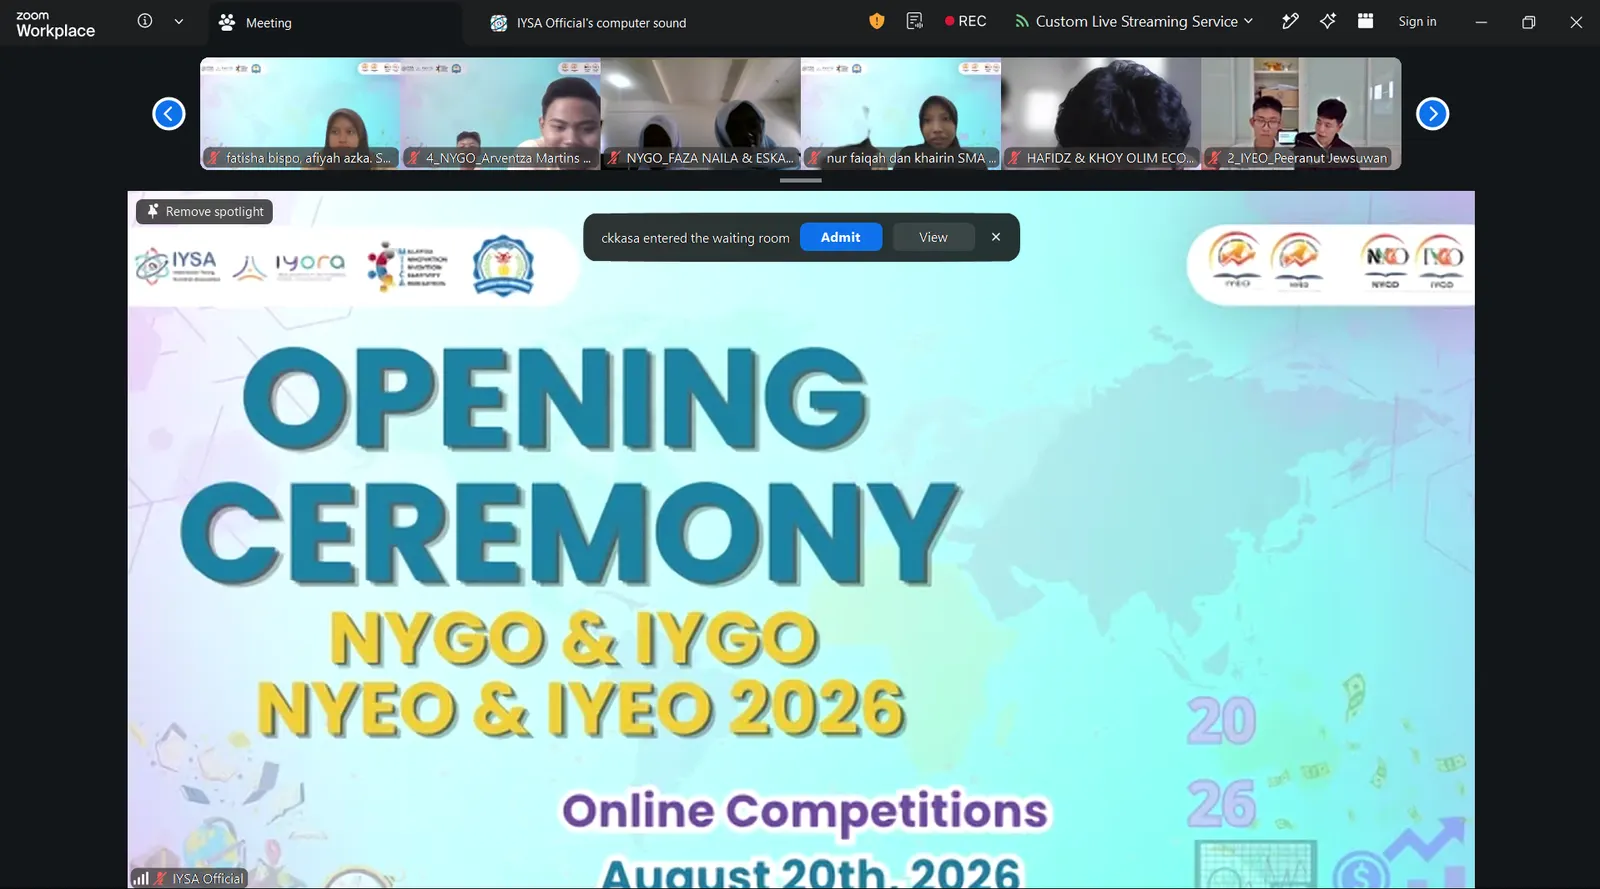 zoom
Workplace
Meeting
IYSA Official's computer sound
REC
Custom Live Streaming Service
Sign in
fatisha bispo, afiyah azka. S...
4_NYGO_Arventza Martins ...
NYGO_FAZA NAILA & ESKA...
nur faiqah dan khairin SMA ...
HAFIDZ & KHOY OLIM ECO...
2_IYEO_Peeranut Jewsuwan
Remove spotlight
ckkasa entered the waiting room
Admit
View
IYSA
iyora
NYGO
IYGO
OPENING
CEREMONY
NYGO & IYGO
NYEO & IYEO 2026
20
26
Online Competitions
August 20th, 2026
IYSA Official